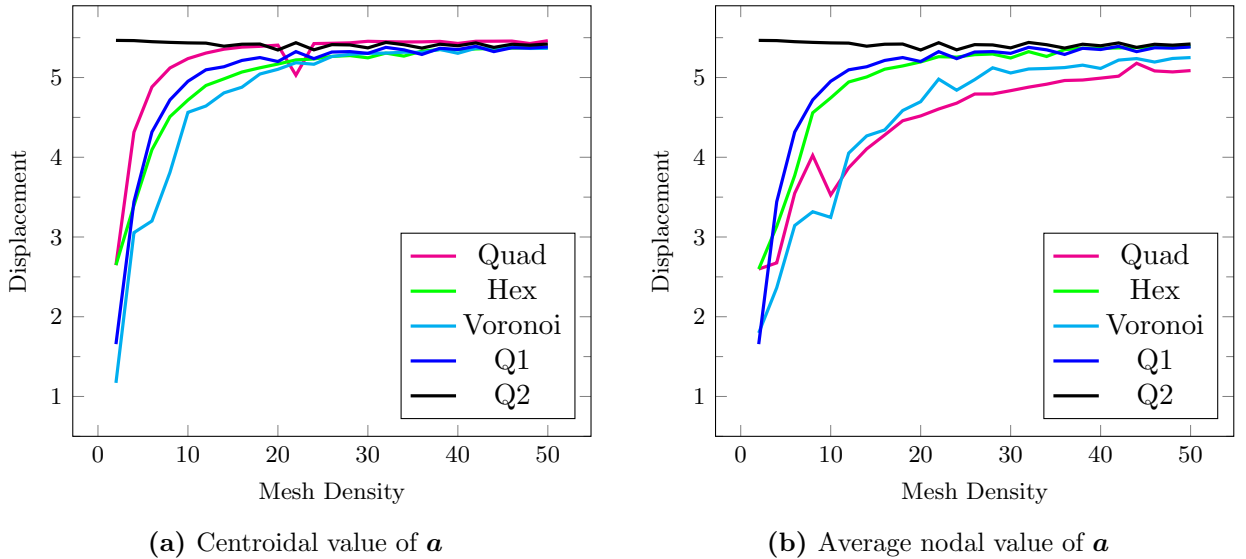 5
4
3
2
1
Displacement
0
10
20
30
40
50
Mesh Density
Quad
Hex
Voronoi
Q1
Q2
(a) Centroidal value of a
5
4
3
2
1
Displacement
0
10
20
30
40
50
Mesh Density
Quad
Hex
Voronoi
Q1
Q2
(b) Average nodal value of a